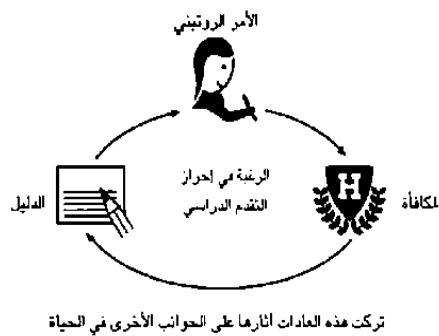 الأمر الروتيني
الدليل
الرغبة في إحراز
التقدم الدراسي
H
المكافأة
تركت هذه العادات آثارها على الجوانب الأخرى في الحياة